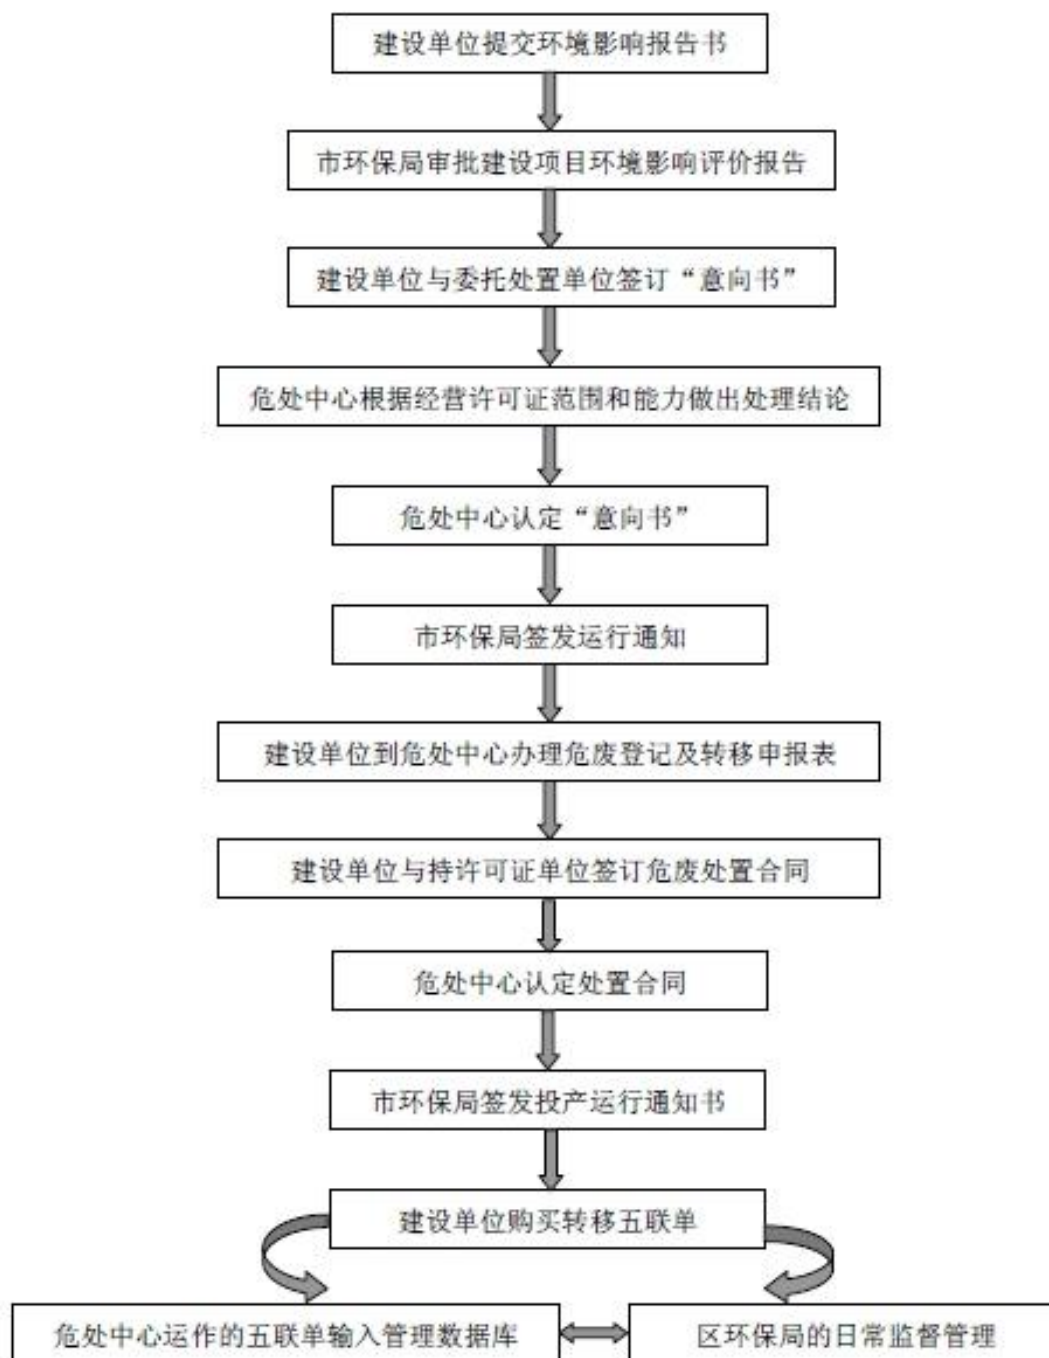 建设单位提交环境影响报告书
市环保局审批建设项目环境影响评价报告
建设单位与委托处置单位签订“意向书”
危处中心根据经营许可证范围和能力做出处理结论
危处中心认定“意向书”
市环保局签发运行通知
建设单位到危处中心办理危废登记及转移申报表
建设单位与持许可证单位签订危废处置合同
危处中心认定处置合同
市环保局签发投产运行通知书
建设单位购买转移五联单
危处中心运作的五联单输入管理数据库
区环保局的日常监督管理